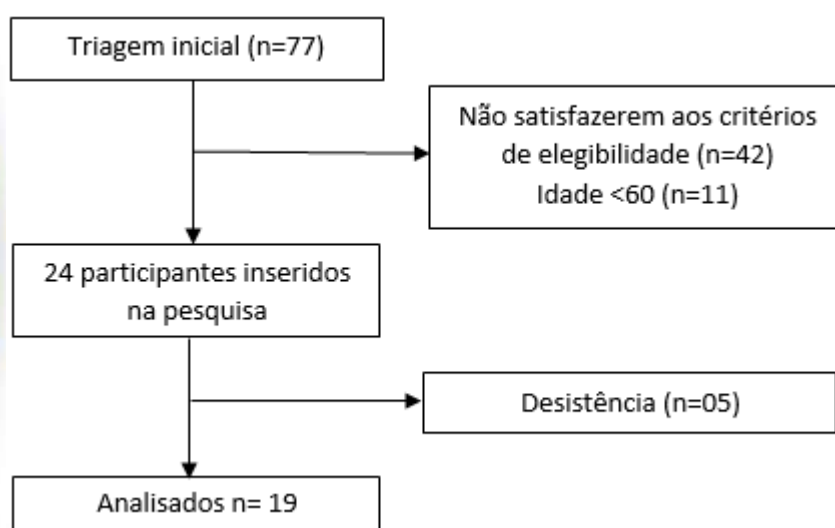 Triagem inicial (n=77)
Não satisfazerem aos critérios
de elegibilidade (n=42)
Idade <60 (n=11)
24 participantes inseridos
na pesquisa
Desistência (n=05)
Analisados n= 19